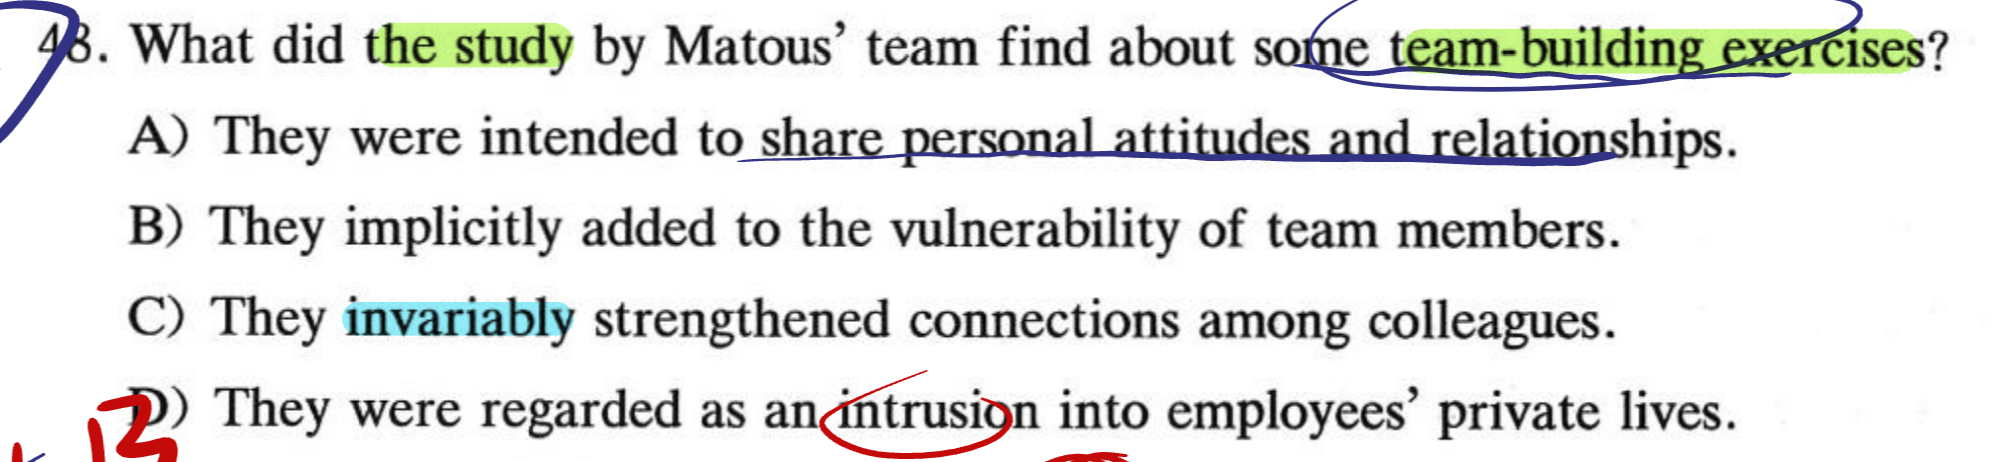 48. What did the study by Matous' team find about some team-building exercises?
A) They were intended to share personal attitudes and relationships.
B) They implicitly added to the vulnerability of team members.
C) They invariably strengthened connections among colleagues.
D) They were regarded as an intrusion into employees' private lives.